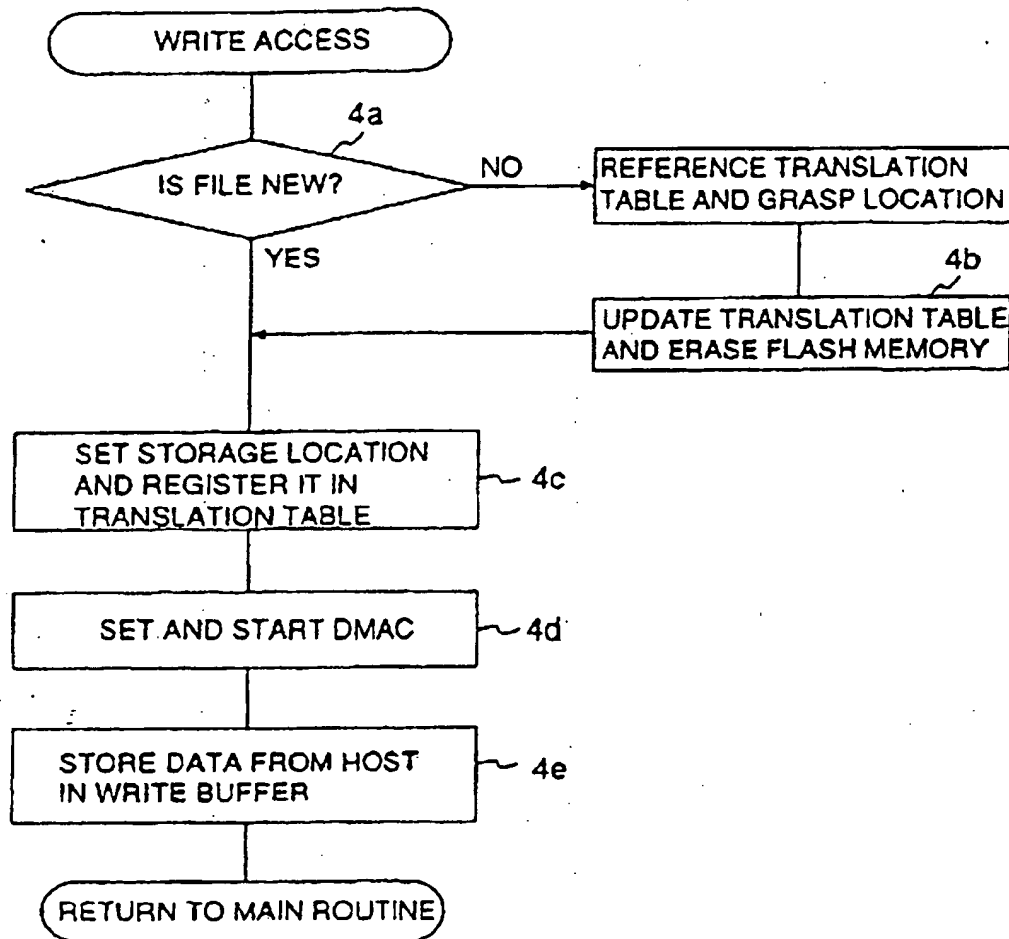 WRITE ACCESS
4a
IS FILE NEW?
NO
YES
REFERENCE TRANSLATION
TABLE AND GRASP LOCATION
4b
UPDATE TRANSLATION TABLE
AND ERASE FLASH MEMORY
SET STORAGE LOCATION
AND REGISTER IT IN
TRANSLATION TABLE
4c
SET AND START DMAC
4d
STORE DATA FROM HOST
IN WRITE BUFFER
4e
RETURN TO MAIN ROUTINE